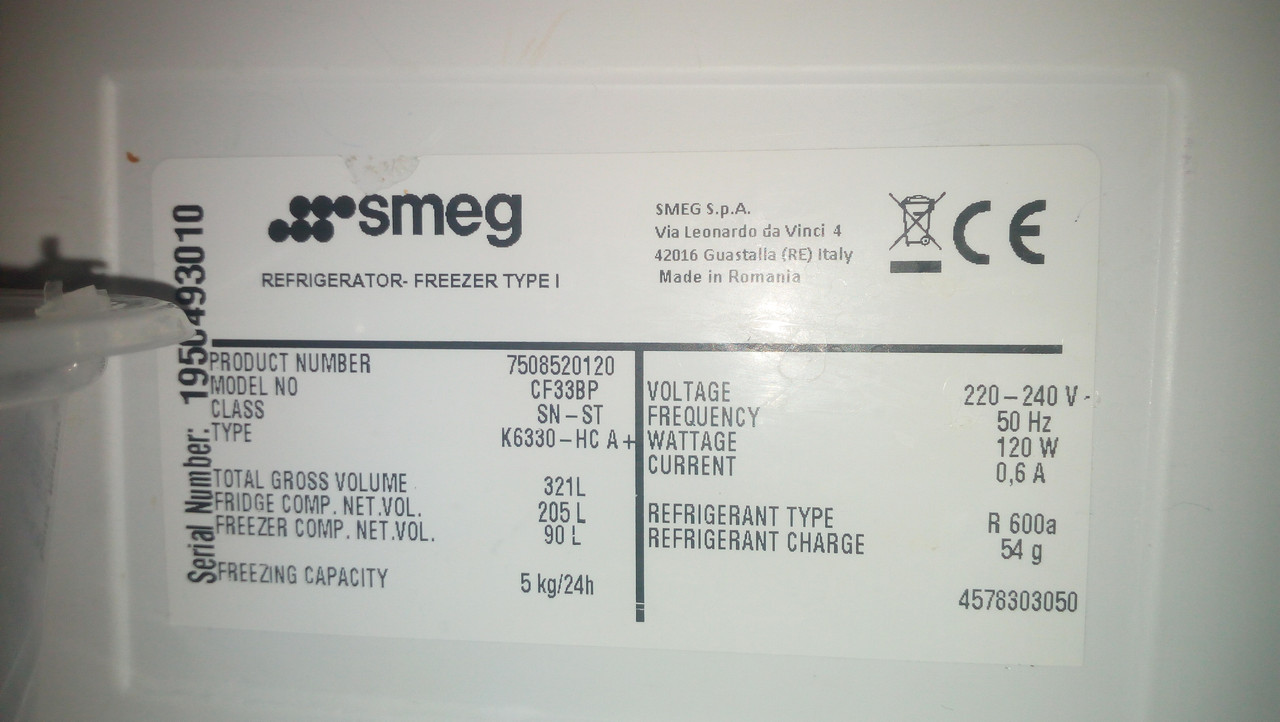 smeg
REFRIGERATOR- FREEZER TYPE I
SMEG S.p.A.
Via Leonardo da Vinci 4
42016 Guastalla (RE) Italy
Made in Romania
CE
Serial Number:
PRODUCT NUMBER 7508520120
MODEL NO CF33BP
CLASS SN-ST
TYPE K6330-HC A+
TOTAL GROSS VOLUME 321L
FRIDGE COMP. NET.VOL. 205 L
FREEZER COMP. NET.VOL. 90 L
FREEZING CAPACITY 5 kg/24h
VOLTAGE 220-240 V~
FREQUENCY 50 Hz
WATTAGE 120 W
CURRENT 0,6 A
REFRIGERANT TYPE R 600a
REFRIGERANT CHARGE 54 g
4578303050